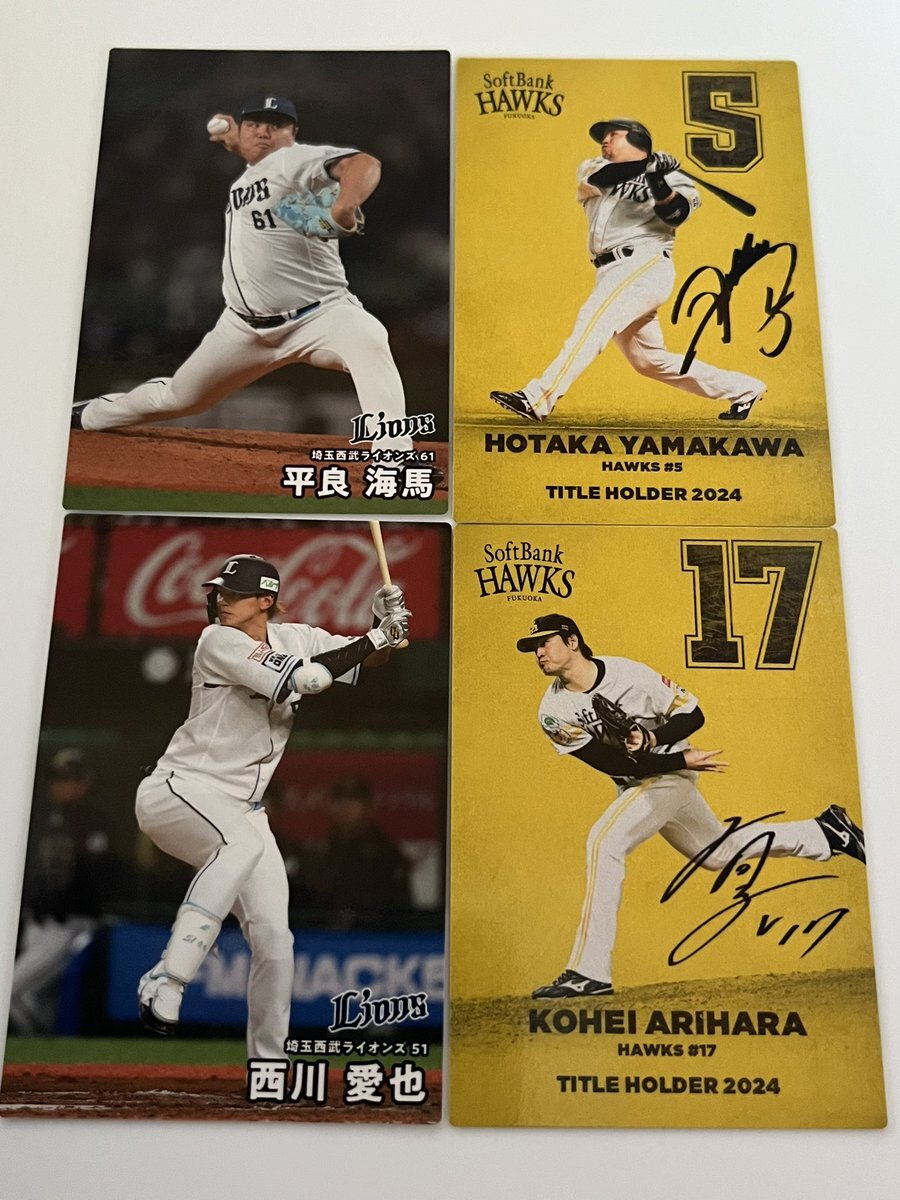 L
Lions
61
Lions
埼玉西武ライオンズ 61
平良 海馬
SoftBank
HAWKS
FUKUOKA
5
HOTAKA YAMAKAWA
HAWKS #5
TITLE HOLDER 2024
Coca-Cola
L
51
Lions
埼玉西武ライオンズ 51
西川 愛也
SoftBank
HAWKS
FUKUOKA
17
KOHEI ARIHARA
HAWKS #17
TITLE HOLDER 2024